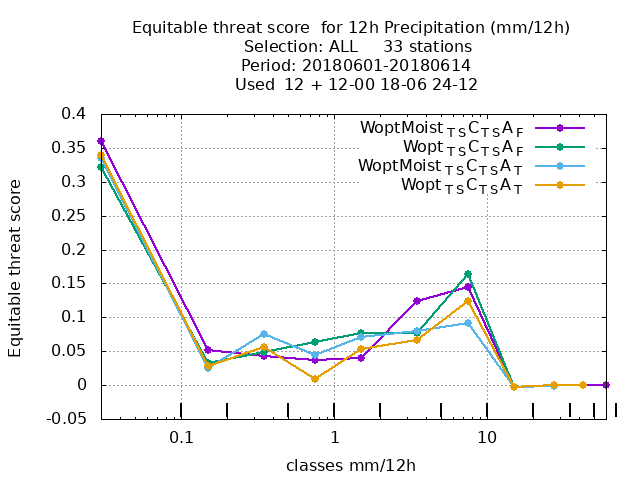 Equitable threat score  for 12h Precipitation (mm/12h)
Selection: ALL     33 stations
Period: 20180601-20180614
Used  12 + 12-00 18-06 24-12
Equitable threat score
0.4
0.35
0.3
0.25
0.2
0.15
0.1
0.05
0
-0.05
WoptMoist TS C TS A F
Wopt TS C TS A F
WoptMoist TS C TS A T
Wopt TS C TS A T
0.1 1 10
classes mm/12h